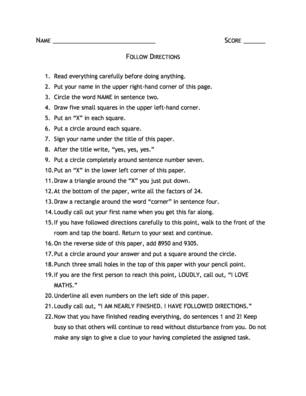 NAME ______________________________ SCORE _______
FOLLOW DIRECTIONS
1. Read everything carefully before doing anything.
2. Put your name in the upper right-hand corner of this page.
3. Circle the word NAME in sentence two.
4. Draw five small squares in the upper left-hand corner.
5. Put an "X" in each square.
6. Put a circle around each square.
7. Sign your name under the title of this paper.
8. After the title write, "yes, yes, yes."
9. Put a circle completely around sentence number seven.
10. Put an "X" in the lower left corner of this paper.
11. Draw a triangle around the "X" you just put down.
12. At the bottom of the paper, write all the factors of 24.
13. Draw a rectangle around the word "corner" in sentence four.
14. Loudly call out your first name when you get this far along.
15. If you have followed directions carefully to this point, walk to the front of the
room and tap the board. Return to your seat and continue.
16. On the reverse side of this paper, add 8950 and 9305.
17. Put a circle around your answer and put a square around the circle.
18. Punch three small holes in the top of this paper with your pencil point.
19. If you are the first person to reach this point, LOUDLY, call out, "I LOVE
MATHS."
20. Underline all even numbers on the left side of this paper.
21. Loudly call out, "I AM NEARLY FINISHED. I HAVE FOLLOWED DIRECTIONS."
22. Now that you have finished reading everything, do sentences 1 and 2! Keep
busy so that others will continue to read without disturbance from you. Do not
make any sign to give a clue to your having completed the assigned task.